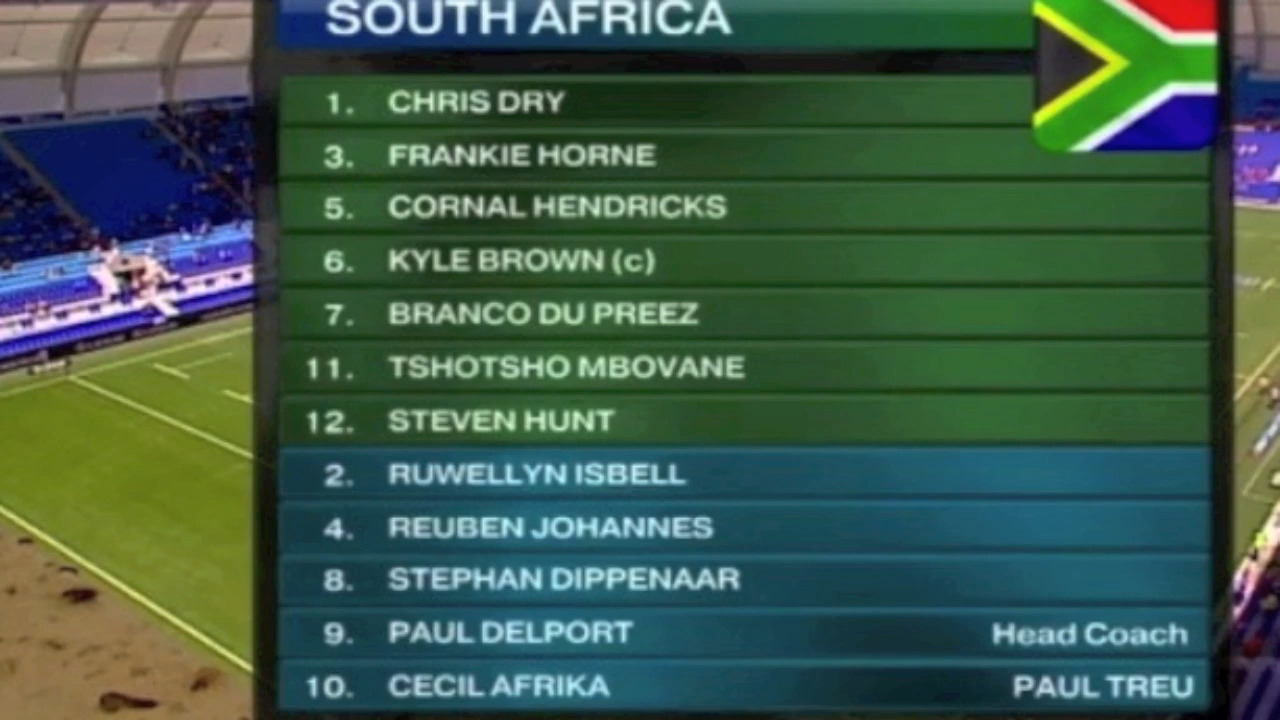 SOUTH AFRICA
1. CHRIS DRY
3. FRANKIE HORNE
5. CORNAL HENDRICKS
6. KYLE BROWN (c)
7. BRANCO DU PREEZ
11. TSHOTSHO MBOVANE
12. STEVEN HUNT
2. RUWELLYN ISBELL
4. REUBEN JOHANNES
8. STEPHAN DIPPENAAR
9. PAUL DELPORT Head Coach
10. CECIL AFRIKA PAUL TREU